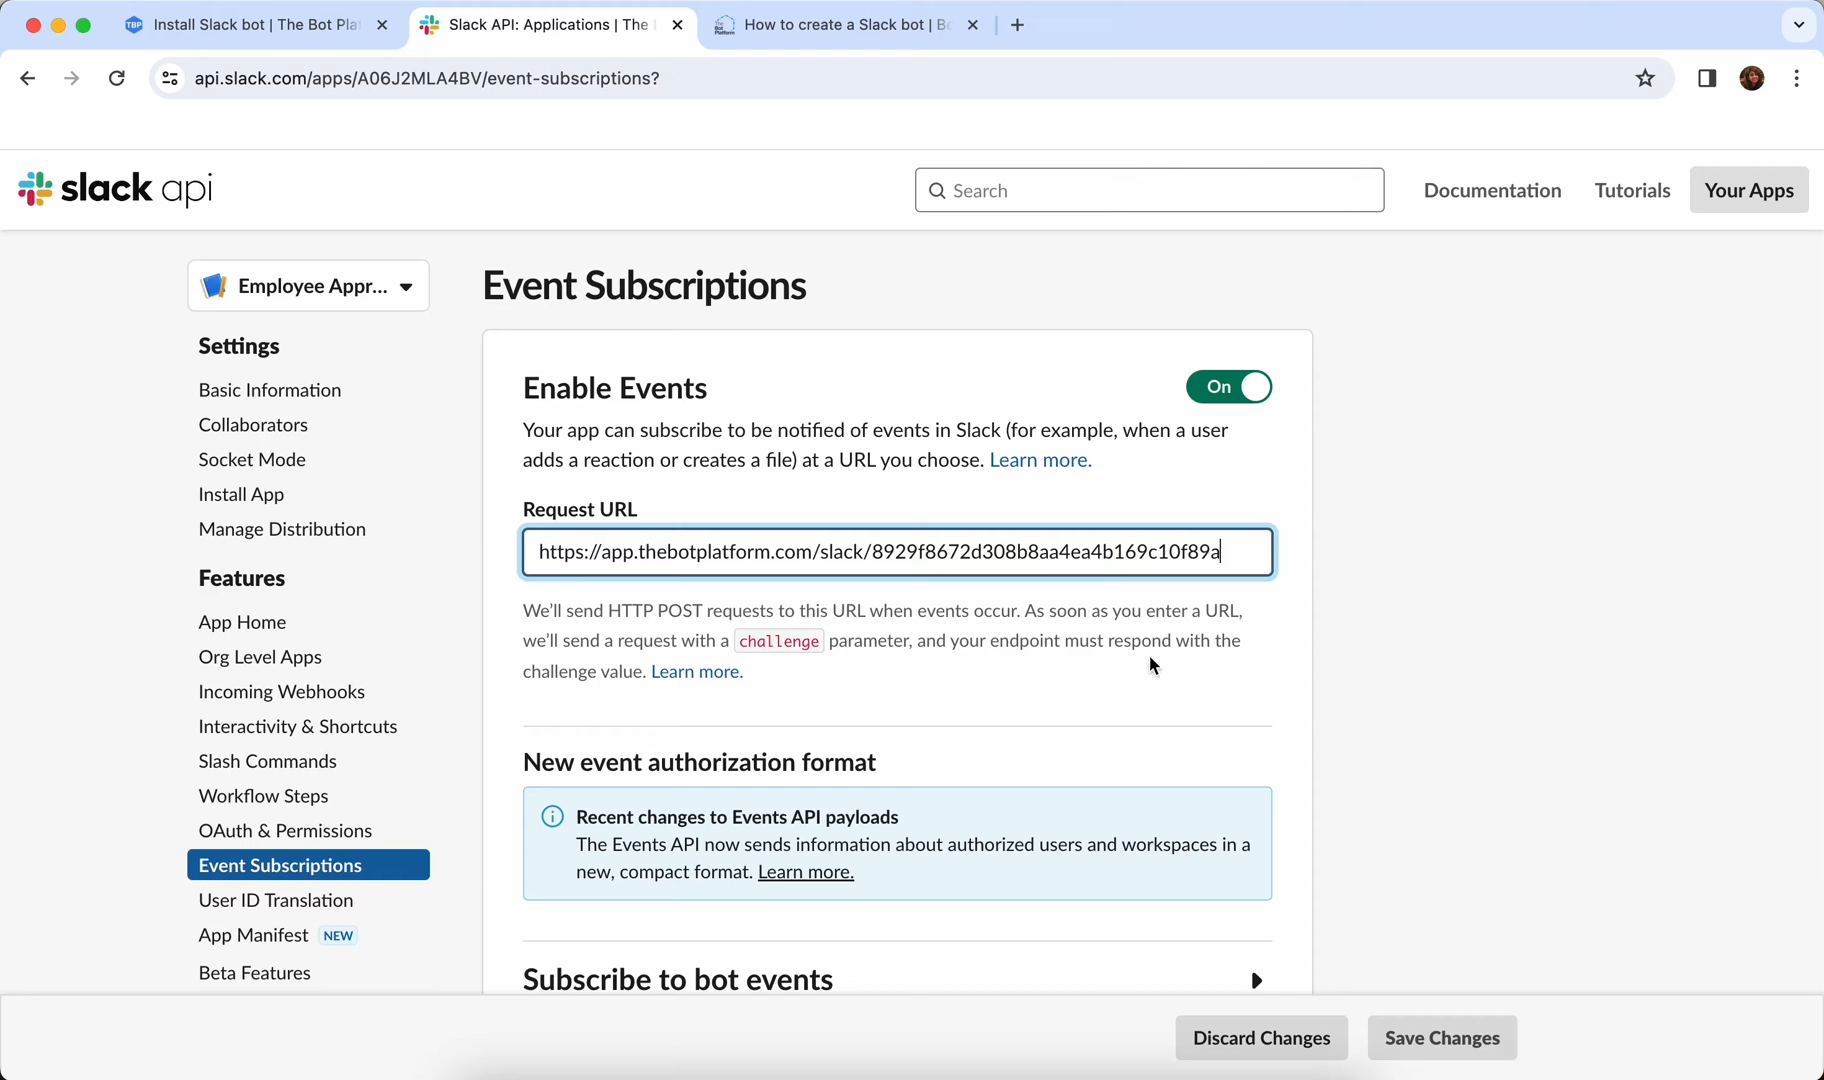 Install Slack bot | The Bot Pla
Slack API: Applications | The
How to create a Slack bot | B
api.slack.com/apps/A06J2MLA4BV/event-subscriptions?
slack api
Search
Documentation
Tutorials
Your Apps
Employee Appr...
Settings
Basic Information
Collaborators
Socket Mode
Install App
Manage Distribution
Features
App Home
Org Level Apps
Incoming Webhooks
Interactivity & Shortcuts
Slash Commands
Workflow Steps
OAuth & Permissions
Event Subscriptions
User ID Translation
App Manifest NEW
Beta Features
Event Subscriptions
Enable Events
On
Your app can subscribe to be notified of events in Slack (for example, when a user
adds a reaction or creates a file) at a URL you choose. Learn more.
Request URL
https://app.thebotplatform.com/slack/8929f8672d308b8aa4ea4b169c10f89a
We'll send HTTP POST requests to this URL when events occur. As soon as you enter a URL,
we'll send a request with a challenge parameter, and your endpoint must respond with the
challenge value. Learn more.
New event authorization format
Recent changes to Events API payloads
The Events API now sends information about authorized users and workspaces in a
new, compact format. Learn more.
Subscribe to bot events
Discard Changes
Save Changes